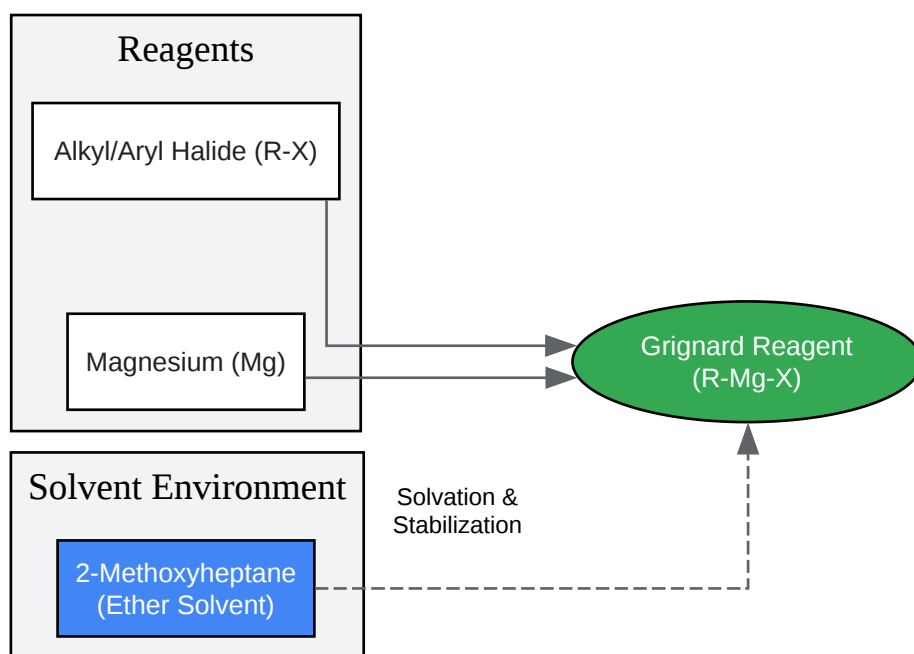 Reagents
Alkyl/Aryl Halide (R-X)
Magnesium (Mg)
Grignard Reagent
(R-Mg-X)
Solvent Environment
Solvation &
Stabilization
2-Methoxyheptane
(Ether Solvent)